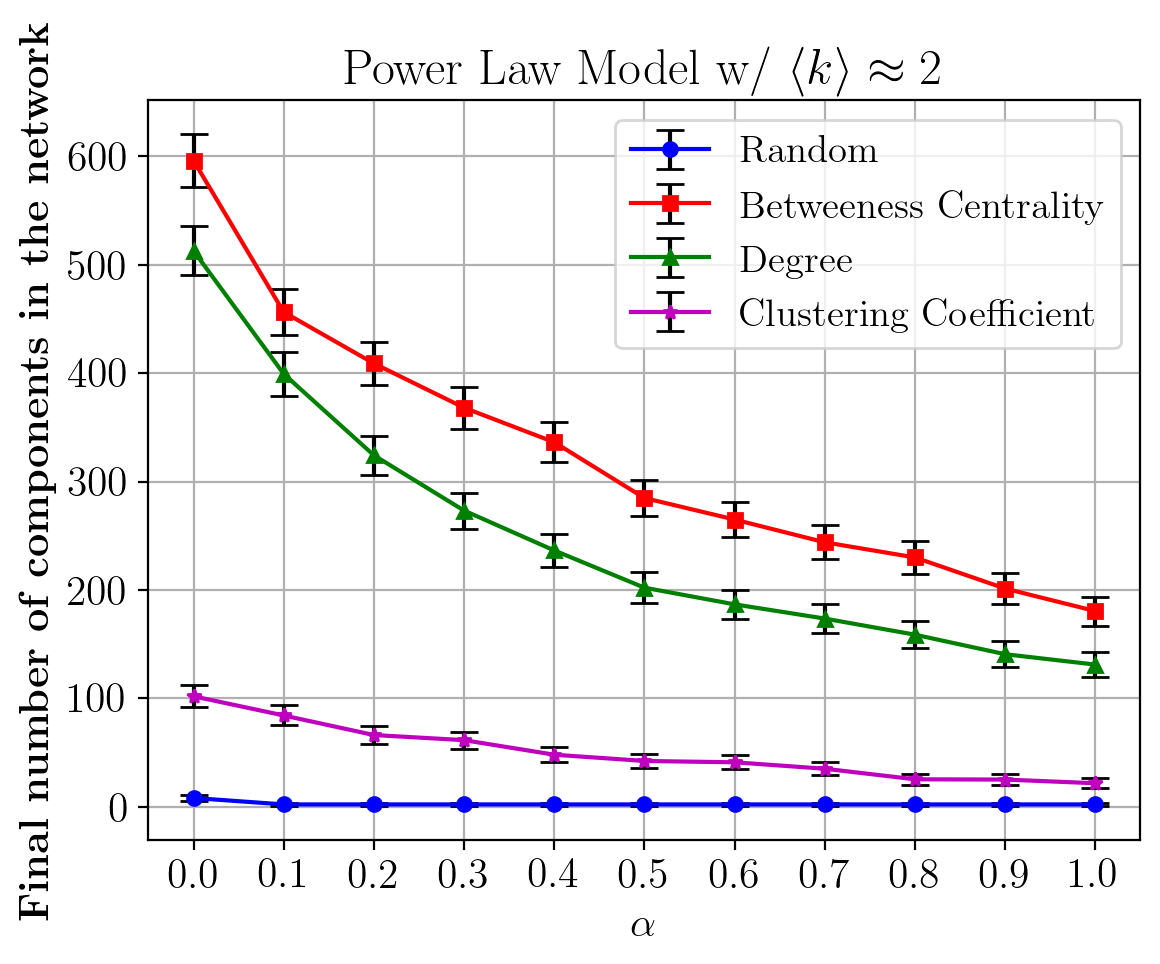 Power Law Model w/ ⟨k⟩ ≈ 2
Final number of components in the network
600
500
400
300
200
100
0
Random
Betweeness Centrality
Degree
Clustering Coefficient
0.0 0.1 0.2 0.3 0.4 0.5 0.6 0.7 0.8 0.9 1.0
α